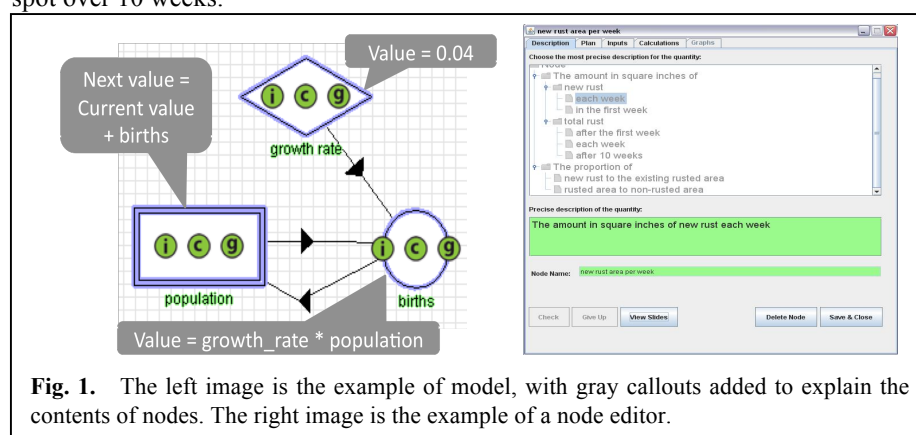 spot over 10 weeks.
Value = 0.04
Next value =
Current value
+ births
i c g
growth rate
i c g
population
i c g
births
Value = growth_rate * population
new rust area per week
Description Plan Inputs Calculations Graphs
Choose the most precise description for the quantity:
Node
The amount in square inches of
new rust
each week
in the first week
total rust
after the first week
each week
after 10 weeks
The proportion of
new rust to the existing rusted area
rusted area to non-rusted area
Precise description of the quantity:
The amount in square inches of new rust each week
Node Name: new rust area per week
Check Give Up View Slides Delete Node Save & Close
Fig. 1. The left image is the example of model, with gray callouts added to explain the
contents of nodes. The right image is the example of a node editor.